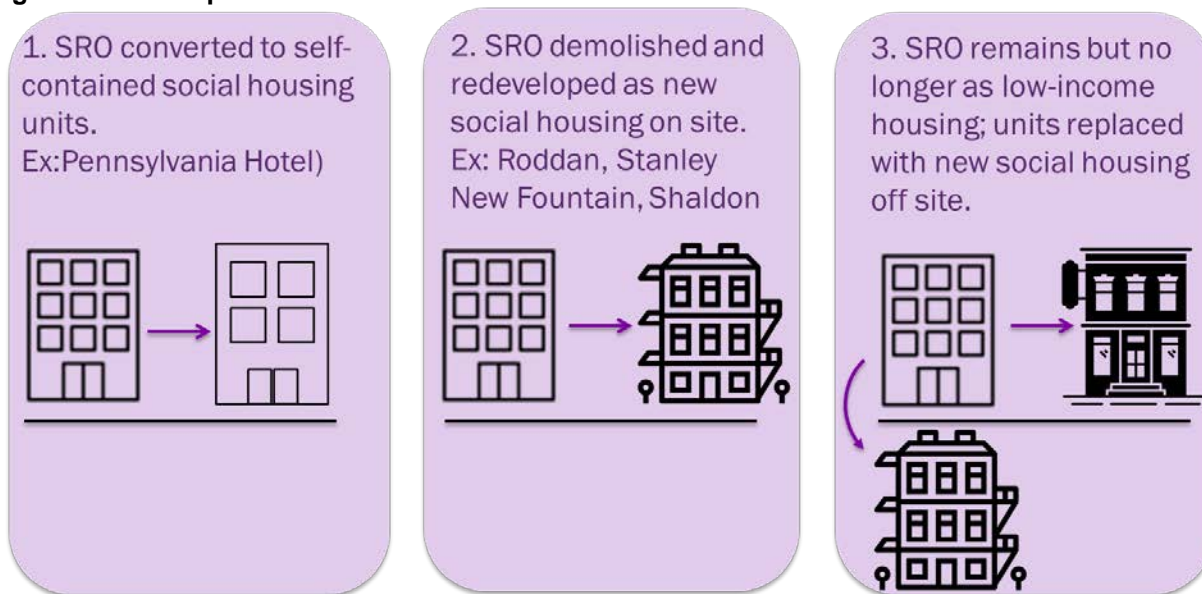 1. SRO converted to self-
contained social housing
units.
Ex:Pennsylvania Hotel)
2. SRO demolished and
redeveloped as new
social housing on site.
Ex: Roddan, Stanley
New Fountain, Shaldon
3. SRO remains but no
longer as low-income
housing; units replaced
with new social housing
off site.